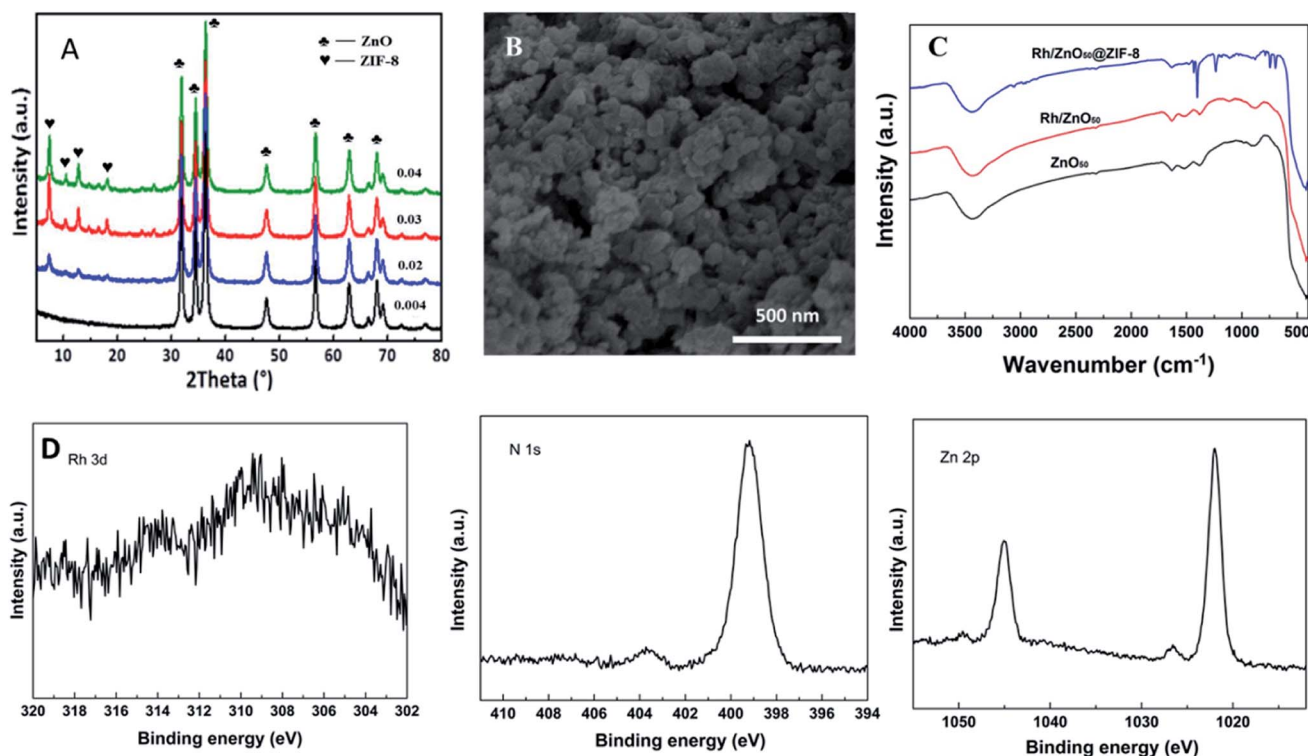 A
♣ — ZnO
♥ — ZIF-8
0.04
0.03
0.02
0.004
Intensity (a.u.)
10 20 30 40 50 60 70 80
2Theta (°)
B
500 nm
C
Rh/ZnO₅₀@ZIF-8
Rh/ZnO₅₀
ZnO₅₀
Intensity (a.u.)
4000 3500 3000 2500 2000 1500 1000 500
Wavenumber (cm⁻¹)
D
Rh 3d
Intensity (a.u.)
320 318 316 314 312 310 308 306 304 302
Binding energy (eV)
N 1s
Intensity (a.u.)
410 408 406 404 402 400 398 396 394
Binding energy (eV)
Zn 2p
Intensity (a.u.)
1050 1040 1030 1020
Binding energy (eV)